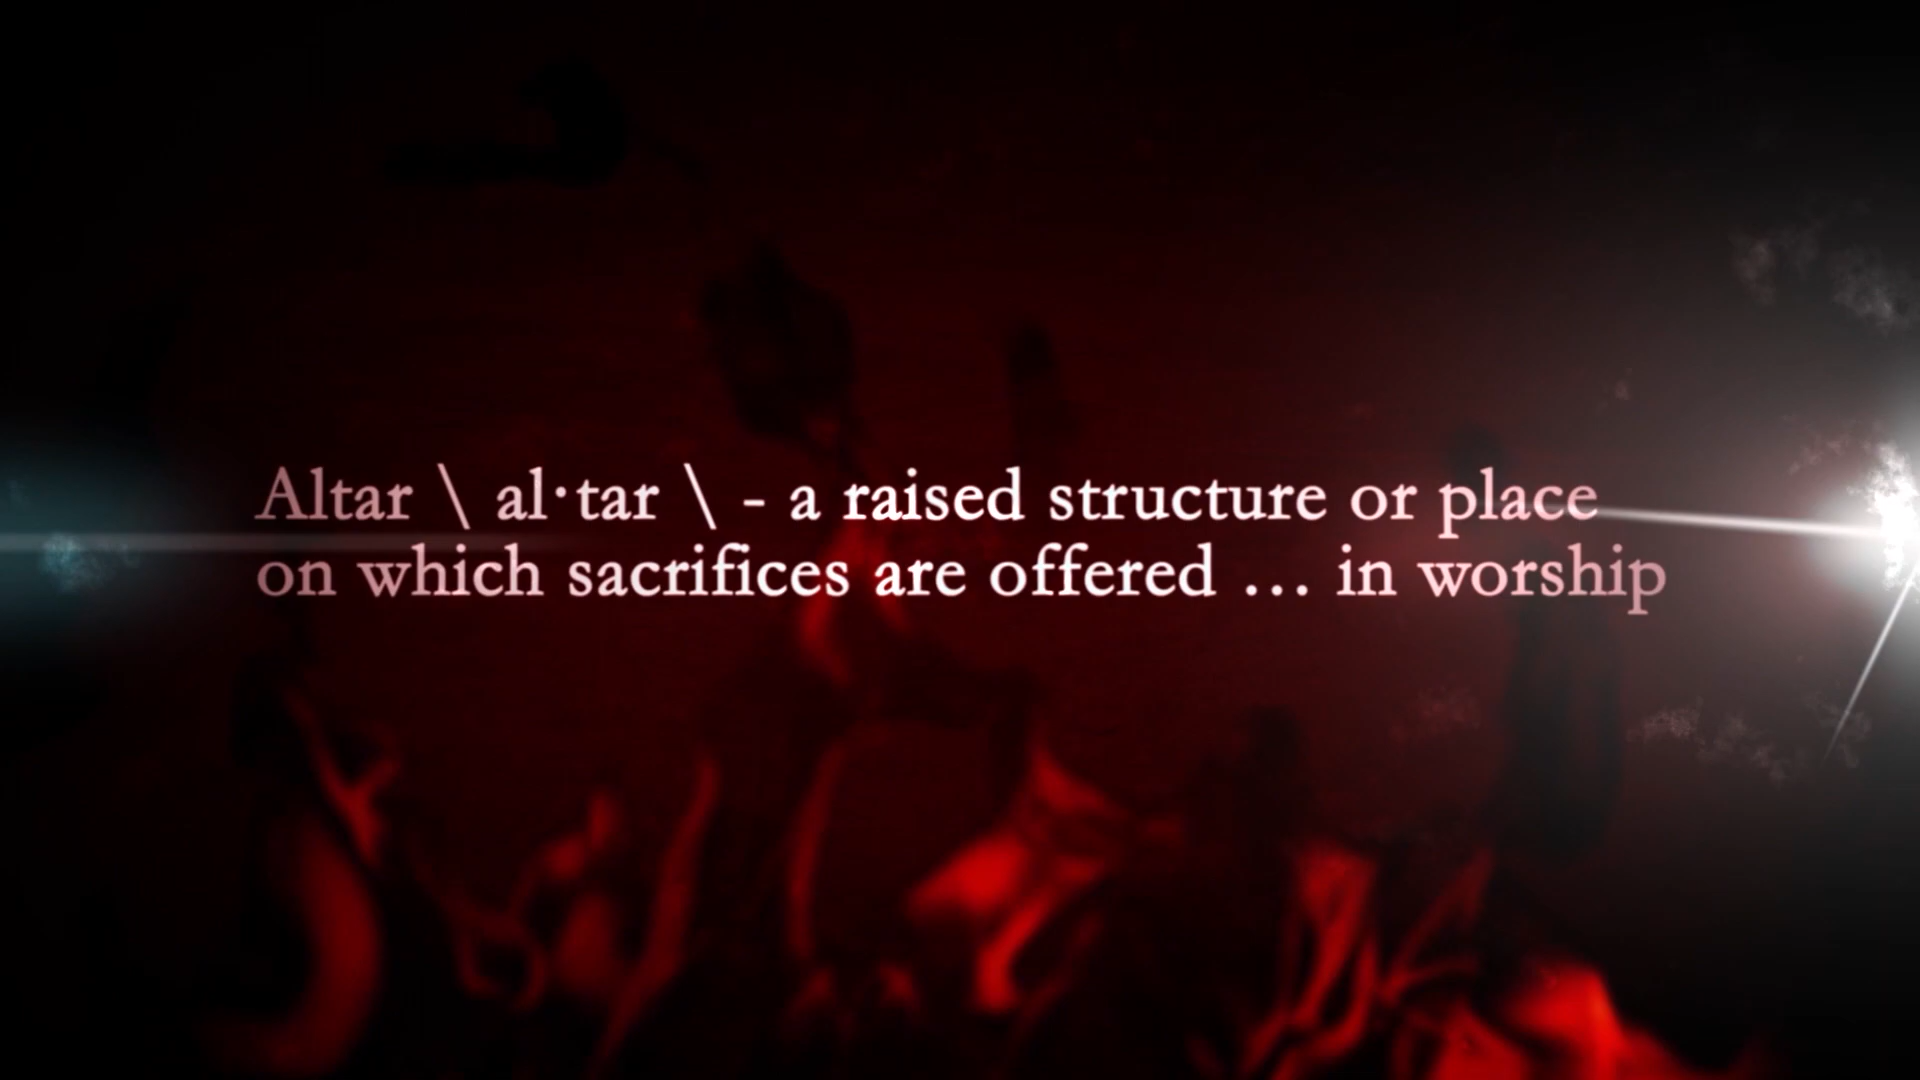 Altar \ al·tar \ - a raised structure or place
on which sacrifices are offered … in worship